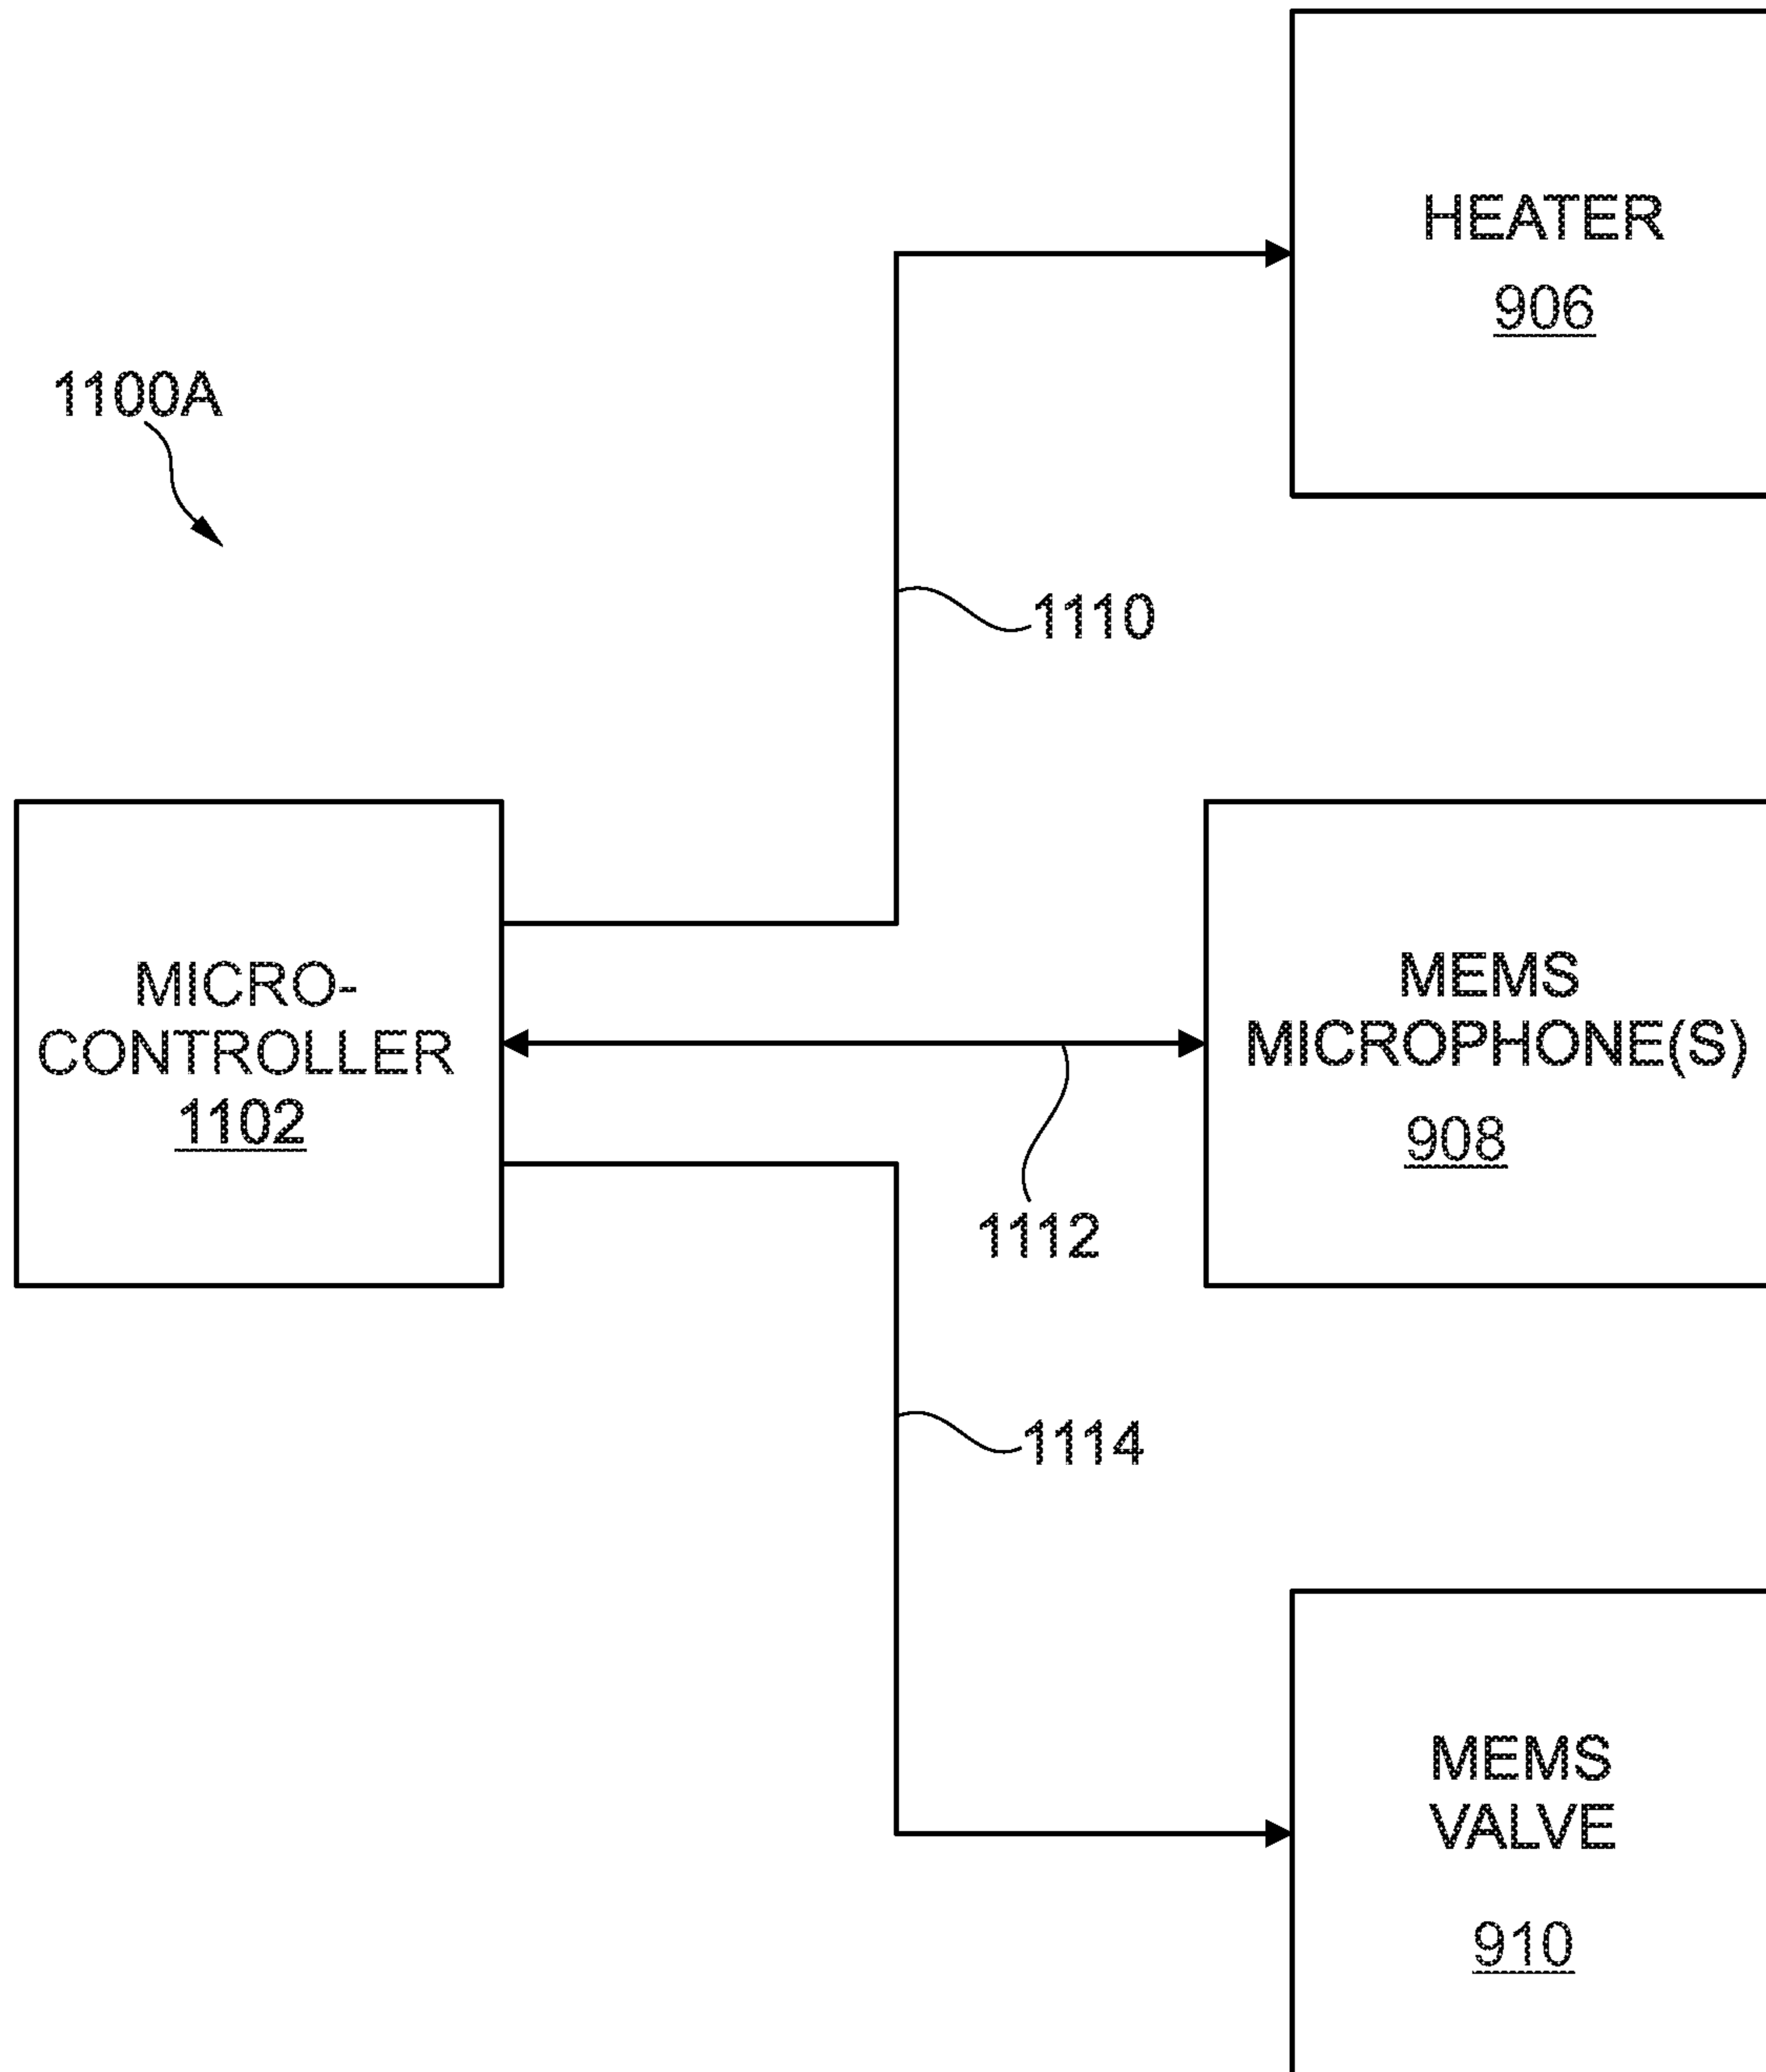 HEATER
906
1100A
1110
MICRO-
CONTROLLER
1102
MEMS
MICROPHONE(S)
908
1112
1114
MEMS
VALVE
910